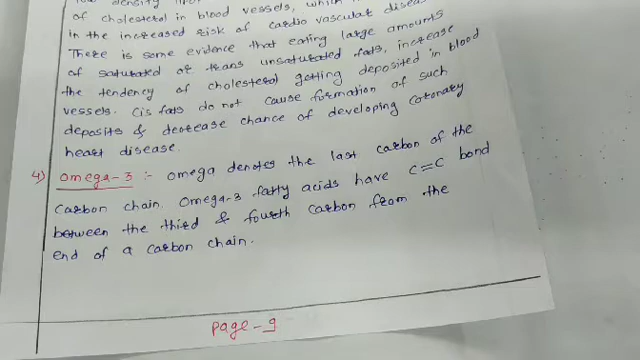 of cholesterol in blood vessels, which
in the increased risk of cardio vascular
There is some evidence that eating large amounts
of saturated or trans unsaturated fats, increase
the tendency of cholesterol getting deposited in blood
vessels. Cis fats do not cause formation of such
deposits & decrease chance of developing coronary
heart disease.
4) omega-3 :- omega denotes the last carbon of the
carbon chain. Omega-3 fatty acids have C=C bond
between the third & fourth carbon from the
end of a carbon chain.
page-9